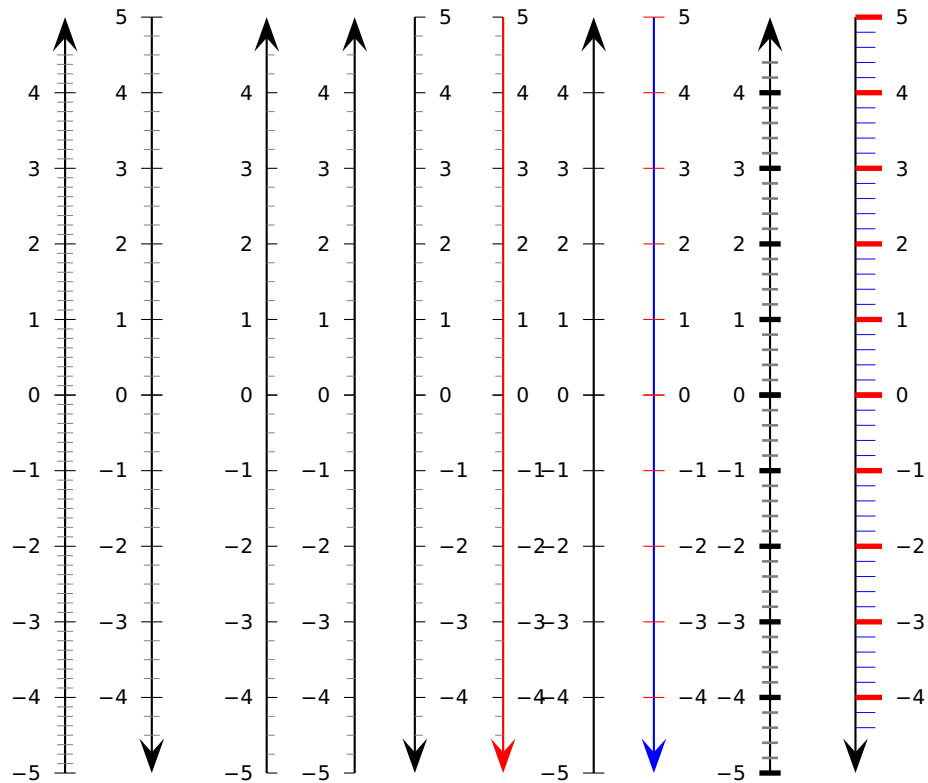 5 5 5 5 5
4 4 4 4 4 4 4 4 4 4
3 3 3 3 3 3 3 3 3 3
2 2 2 2 2 2 2 2 2 2
1 1 1 1 1 1 1 1 1 1
0 0 0 0 0 0 0 0 0 0
−1 −1 −1 −1 −1 −1 −1 −1 −1 −1
−2 −2 −2 −2 −2 −2 −2 −2 −2 −2
−3 −3 −3 −3 −3 −3 −3 −3 −3 −3
−4 −4 −4 −4 −4 −4 −4 −4 −4 −4
−5 −5 −5 −5 −5